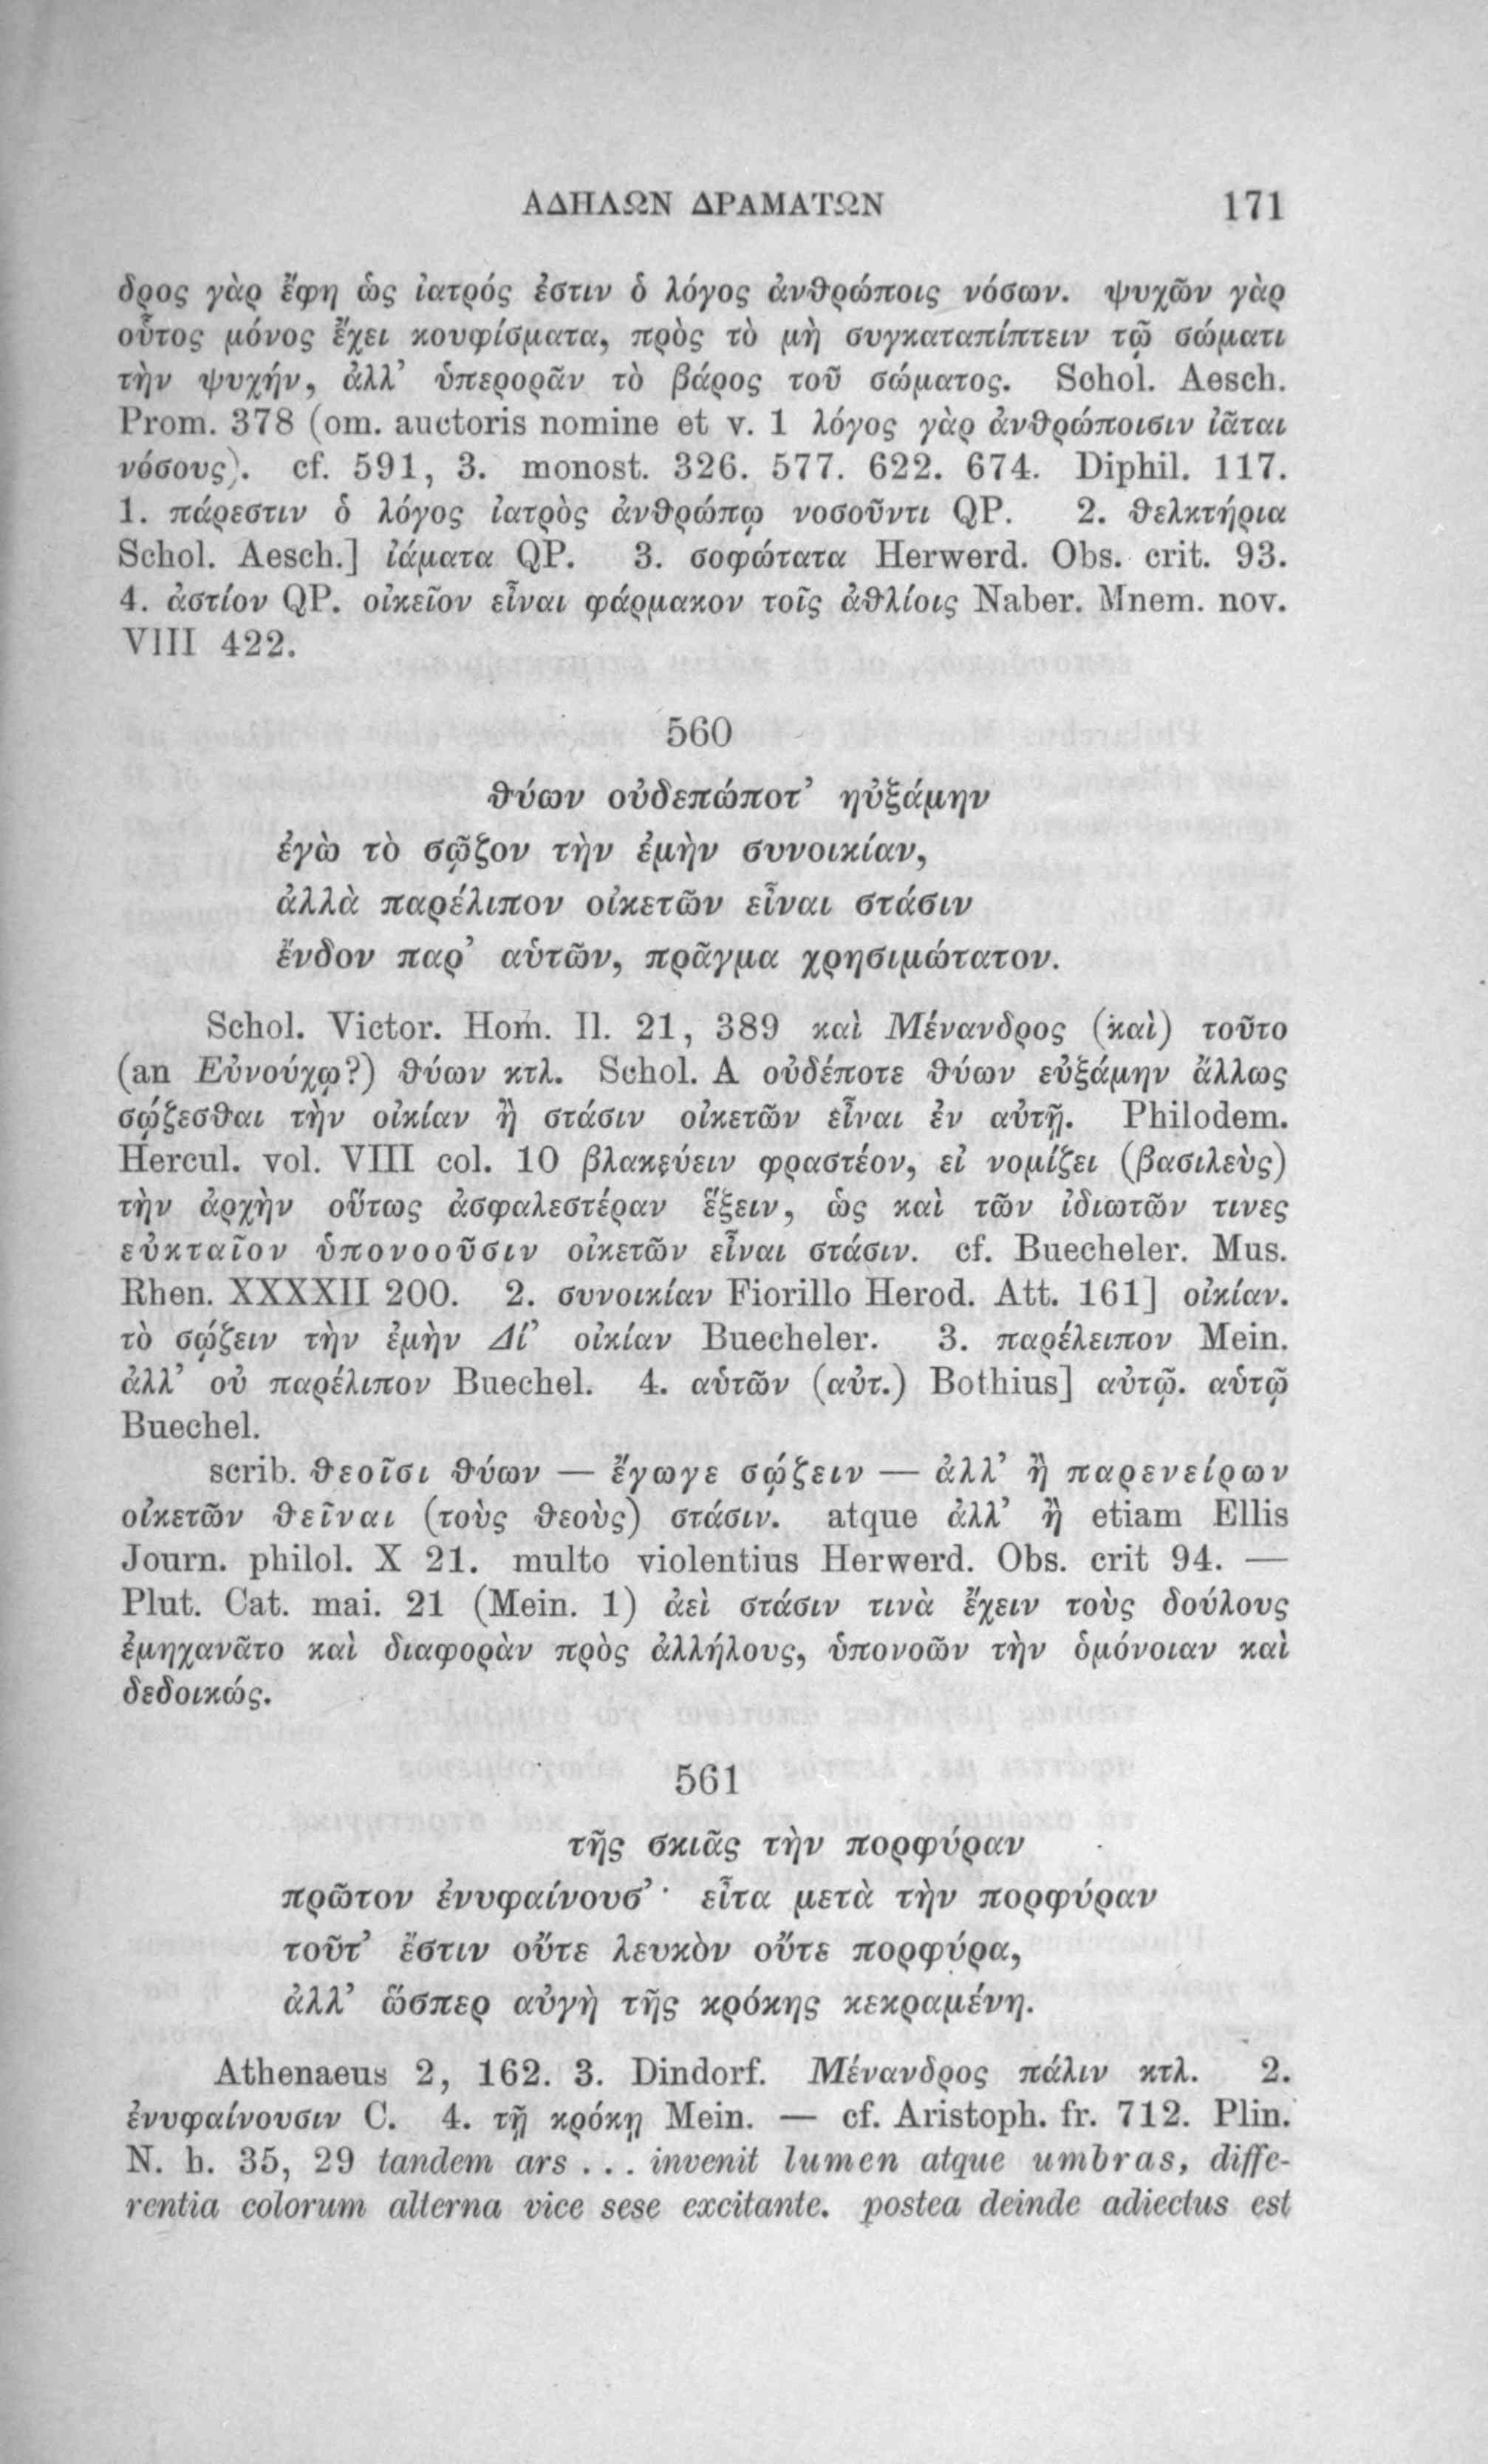 ΑΔΗΛΩΝ ΔΡΑΜΑΤΩΝ 171
δρος γὰρ ἔφη ὡς ἰατρός ἐστιν ὁ λόγος ἀνθρώποις νόσων. ψυχῶν γὰρ
οὗτος μόνος ἔχει κουφίσματα, πρὸς τὸ μὴ συγκαταπίπτειν τῷ σώματι
τὴν ψυχήν, ἀλλ’ ὑπερορᾶν τὸ βάρος τοῦ σώματος. Schol. Aesch.
Prom. 378 (om. auctoris nomine et v. 1 λόγος γὰρ ἀνθρώποισιν ἰᾶται
νόσους). cf. 591, 3. monost. 326. 577. 622. 674. Diphil. 117.
1. πάρεστιν ὁ λόγος ἰατρὸς ἀνθρώπῳ νοσοῦντι QP. 2. θελκτήρια
Schol. Aesch.] ἰάματα QP. 3. σοφώτατα Herwerd. Obs. crit. 93.
4. ἀστίον QP. οἰκεῖον εἶναι φάρμακον τοῖς ἀθλίοις Naber. Mnem. nov.
VIII 422.
560
θύων οὐδεπώποτ’ ηὐξάμην
ἐγὼ τὸ σῷζον τὴν ἐμὴν συνοικίαν,
ἀλλὰ παρέλιπον οἰκετῶν εἶναι στάσιν
ἔνδον παρ’ αὑτῶν, πρᾶγμα χρησιμώτατον.
Schol. Victor. Hom. Il. 21, 389 καὶ Μένανδρος (καὶ) τοῦτο
(an Εὐνούχῳ?) θύων κτλ. Schol. A οὐδέποτε θύων εὐξάμην ἄλλως
σῴζεσθαι τὴν οἰκίαν ἢ στάσιν οἰκετῶν εἶναι ἐν αὐτῇ. Philodem.
Hercul. vol. VIII col. 10 βλακεύειν φραστέον, εἰ νομίζει (βασιλεὺς)
τὴν ἀρχὴν οὕτως ἀσφαλεστέραν ἕξειν, ὡς καὶ τῶν ἰδιωτῶν τινες
εὐκταῖον ὑπονοοῦσιν οἰκετῶν εἶναι στάσιν. cf. Buecheler. Mus.
Rhen. XXXXII 200. 2. συνοικίαν Fiorillo Herod. Att. 161] οἰκίαν.
τὸ σῴζειν τὴν ἐμὴν Δί’ οἰκίαν Buecheler. 3. παρέλειπον Mein.
ἀλλ’ οὐ παρέλιπον Buechel. 4. αὑτῶν (αὐτ.) Bothius] αὐτῷ. αὑτῷ
Buechel.
scrib. θεοῖσι θύων — ἔγωγε σῴζειν — ἀλλ’ ἢ παρενείρων
οἰκετῶν θεῖναι (τοὺς θεοὺς) στάσιν. atque ἀλλ’ ἢ etiam Ellis
Journ. philol. X 21. multo violentius Herwerd. Obs. crit 94. —
Plut. Cat. mai. 21 (Mein. 1) ἀεὶ στάσιν τινὰ ἔχειν τοὺς δούλους
ἐμηχανᾶτο καὶ διαφορὰν πρὸς ἀλλήλους, ὑπονοῶν τὴν ὁμόνοιαν καὶ
δεδοικώς.
561
τῆς σκιᾶς τὴν πορφύραν
πρῶτον ἐνυφαίνουσ’· εἶτα μετὰ τὴν πορφύραν
τοῦτ’ ἔστιν οὔτε λευκὸν οὔτε πορφύρα,
ἀλλ’ ὥσπερ αὐγὴ τῆς κρόκης κεκραμένη.
Athenaeus 2, 162. 3. Dindorf. Μένανδρος πάλιν κτλ. 2.
ἐνυφαίνουσιν C. 4. τῇ κρόκῃ Mein. — cf. Aristoph. fr. 712. Plin.
N. h. 35, 29 tandem ars ... invenit lumen atque umbras, diffe-
rentia colorum alterna vice sese excitante. postea deinde adiectus est